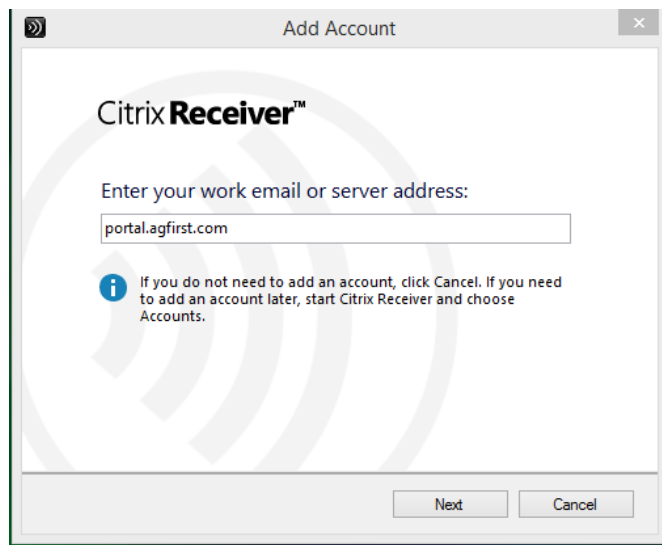 Add Account
Citrix Receiver™
Enter your work email or server address:
portal.agfirst.com
If you do not need to add an account, click Cancel. If you need
to add an account later, start Citrix Receiver and choose
Accounts.
Next Cancel